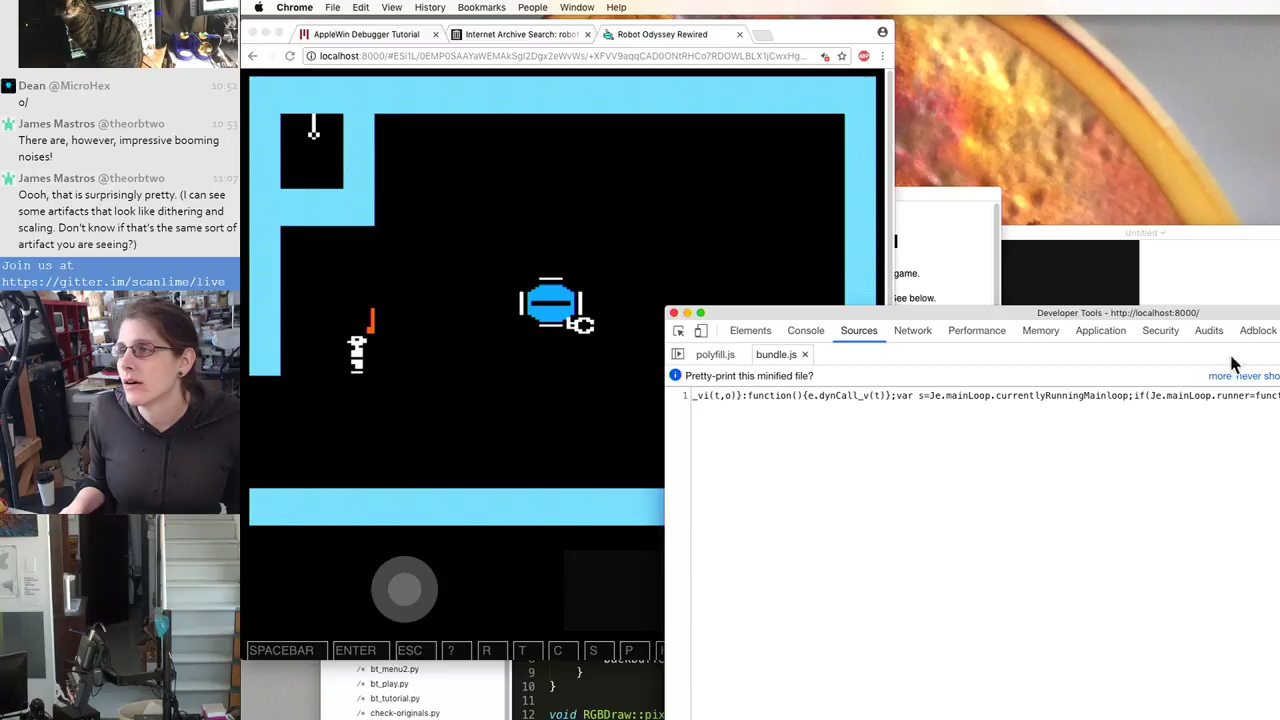 Chrome File Edit View History Bookmarks People Window Help
AppleWin Debugger Tutorial × Internet Archive Search: robot × Robot Odyssey Rewired ×
Dean @MicroHex 10:52
o/
James Mastros @theorbtwo 10:53
There are, however, impressive booming
noises!
James Mastros @theorbtwo 11:07
Oooh, that is surprisingly pretty. (I can see
some artifacts that look like dithering and
scaling. Don't know if that's the same sort of
artifact you are seeing?)
Join us at
https://gitter.im/scanlime/live
Untitled
game.
See below.
Developer Tools - http://localhost:8000/
Elements Console Sources Network Performance Memory Application Security Audits Adblock
polyfill.js bundle.js ×
Pretty-print this minified file? more never sho
1 _vi(t,o)}:function(){e.dynCall_v(t)};var s=Je.mainLoop.currentlyRunningMainloop;if(Je.mainLoop.runner=funct
SPACEBAR ENTER ESC ? R T C S P
/* bt_menu2.py
/* bt_play.py
/* bt_tutorial.py
/* check-originals.py
9 }
10 }
11
12 void RGBDraw::pix